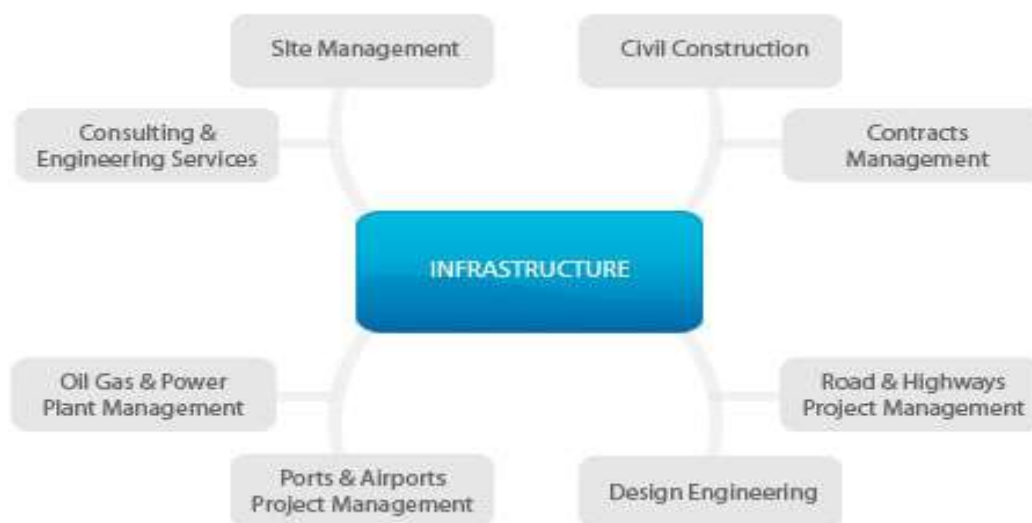 Site Management
Civil Construction
Consulting &
Engineering Services
Contracts
Management
INFRASTRUCTURE
Oil Gas & Power
Plant Management
Road & Highways
Project Management
Ports & Airports
Project Management
Design Engineering